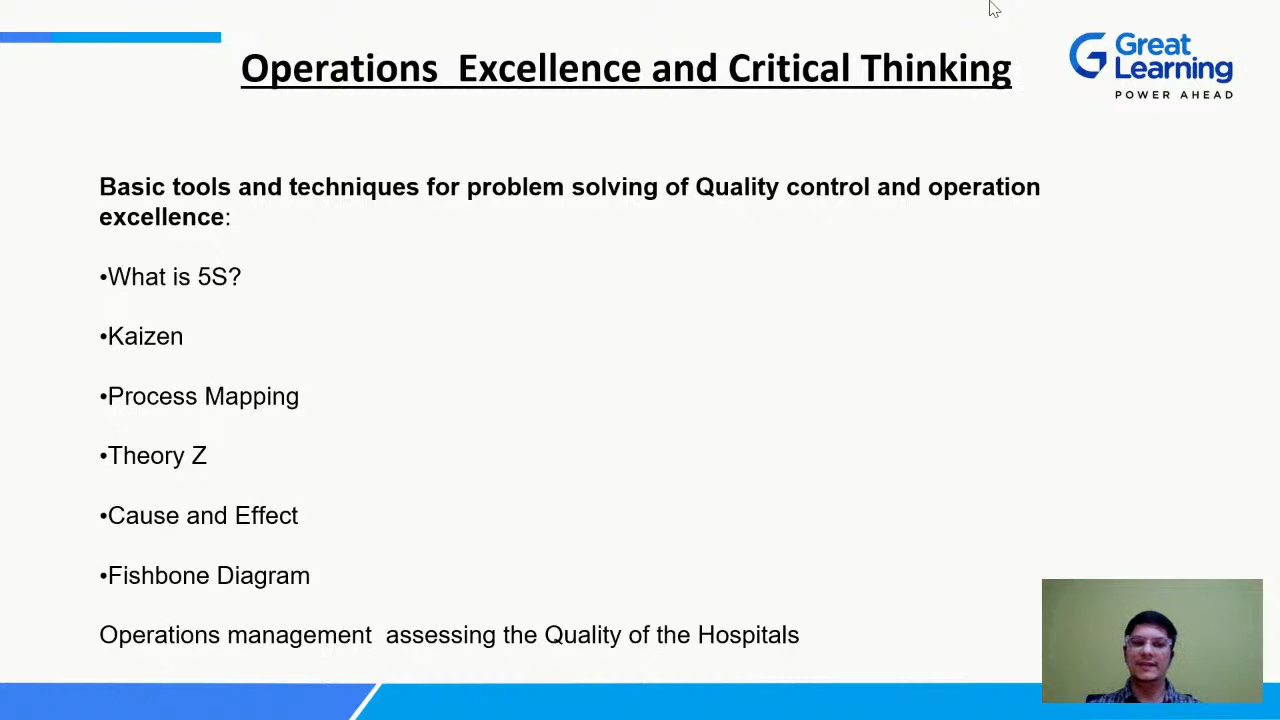 Operations  Excellence and Critical Thinking
Great
Learning
POWER AHEAD
Basic tools and techniques for problem solving of Quality control and operation
excellence:
•What is 5S?
•Kaizen
•Process Mapping
•Theory Z
•Cause and Effect
•Fishbone Diagram
Operations management  assessing the Quality of the Hospitals